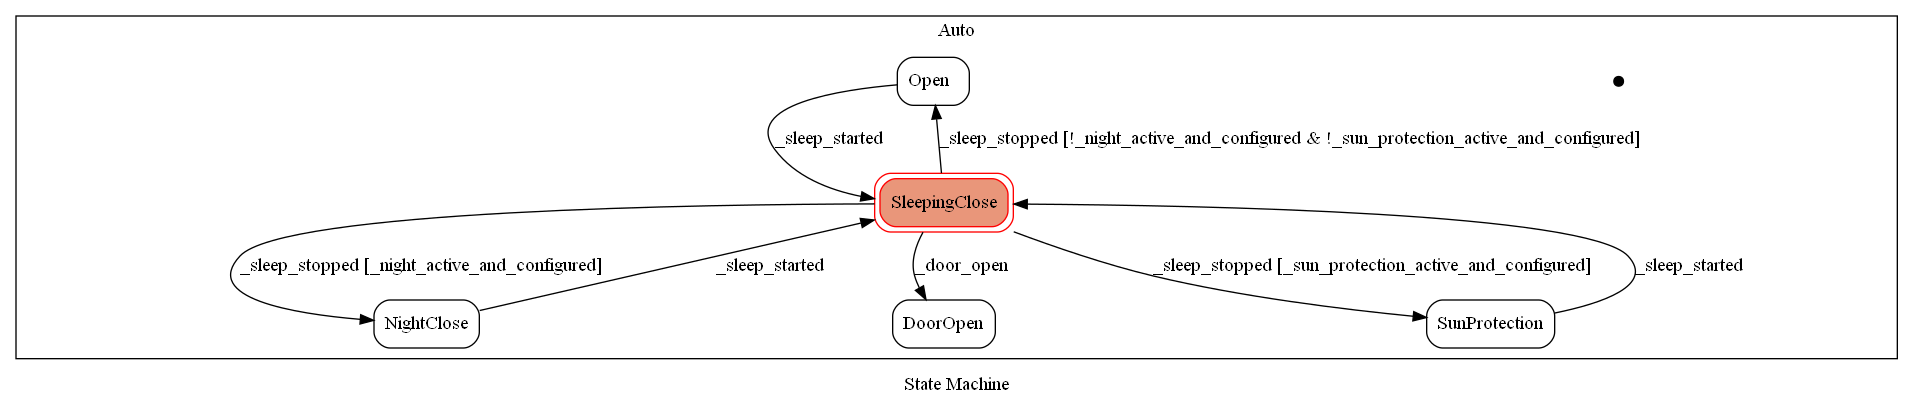 Auto
Open
_sleep_started
_sleep_stopped [!_night_active_and_configured & !_sun_protection_active_and_configured]
SleepingClose
_sleep_stopped [_night_active_and_configured]
_sleep_started
_door_open
_sleep_stopped [_sun_protection_active_and_configured]
_sleep_started
NightClose
DoorOpen
SunProtection
State Machine